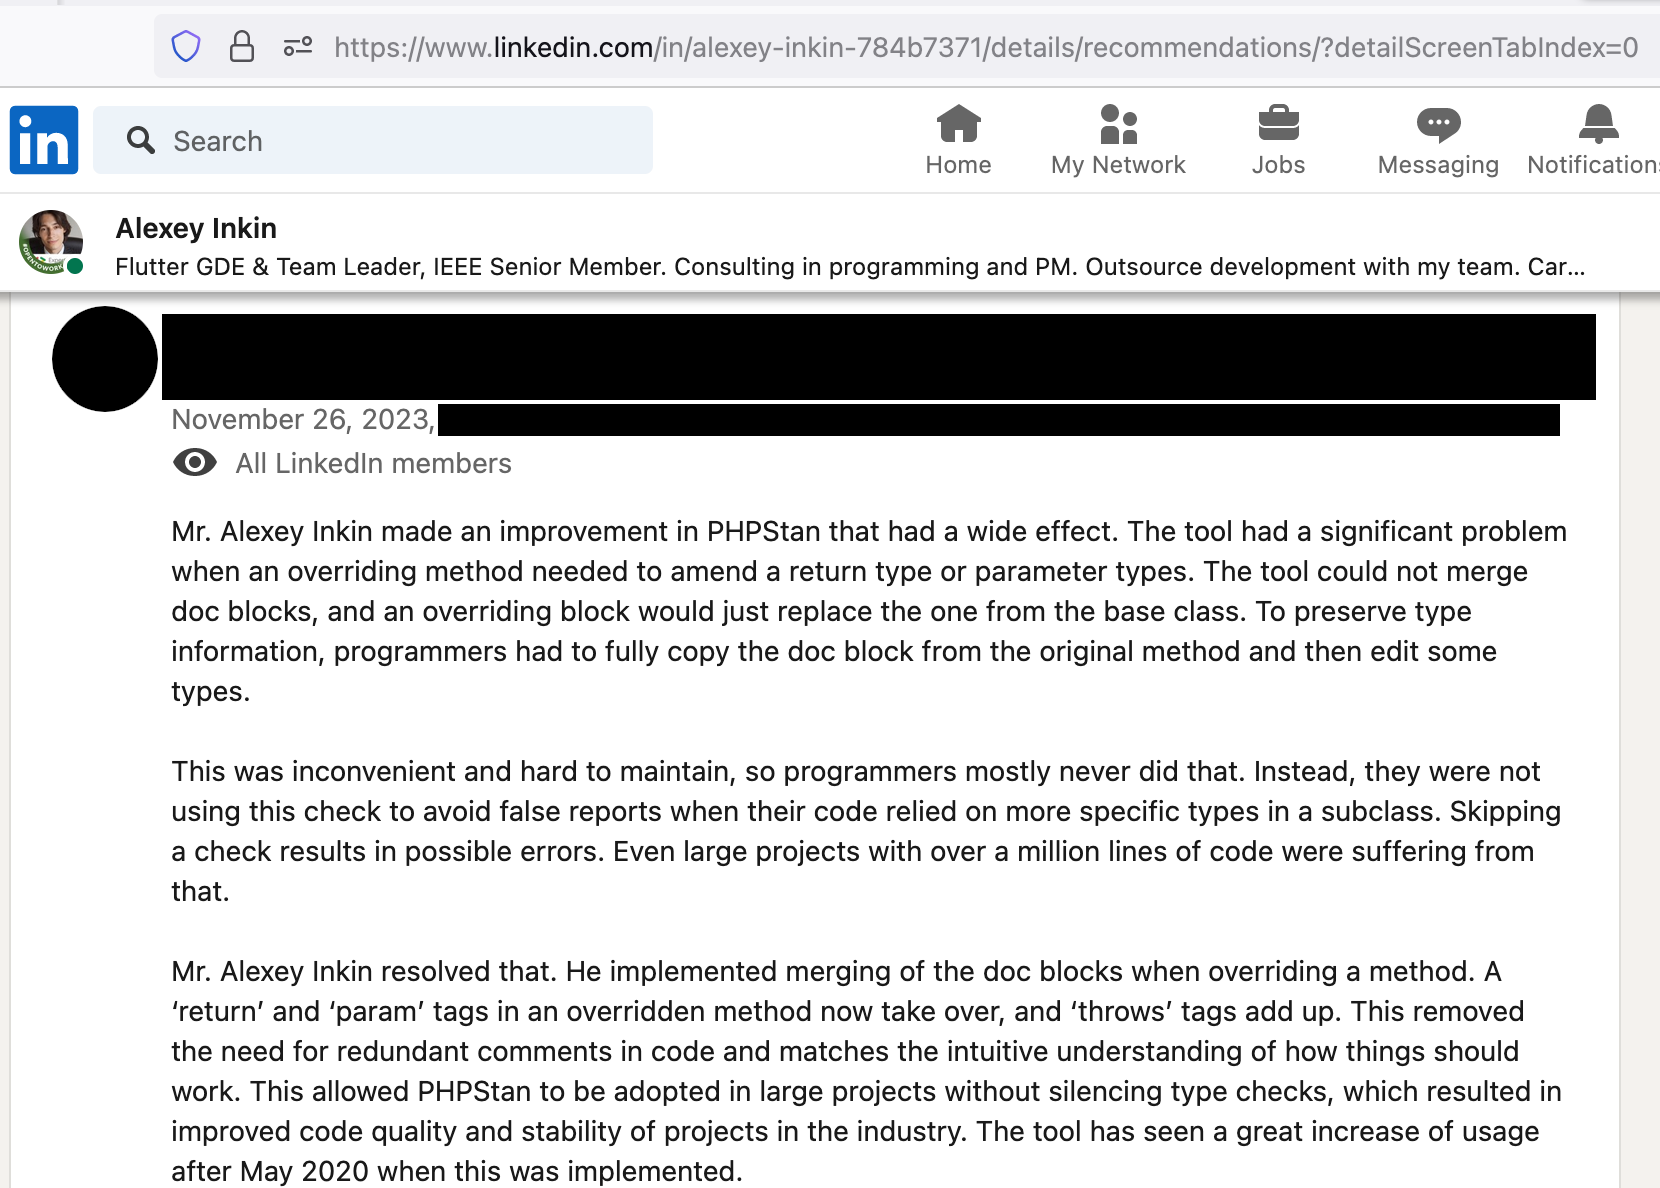 https://www.linkedin.com/in/alexey-inkin-784b7371/details/recommendations/?detailScreenTabIndex=0
in
Search
Home
My Network
Jobs
Messaging
Notifications
Alexey Inkin
#OPENTOWORK
Flutter GDE & Team Leader, IEEE Senior Member. Consulting in programming and PM. Outsource development with my team. Car...
November 26, 2023,
All LinkedIn members
Mr. Alexey Inkin made an improvement in PHPStan that had a wide effect. The tool had a significant problem
when an overriding method needed to amend a return type or parameter types. The tool could not merge
doc blocks, and an overriding block would just replace the one from the base class. To preserve type
information, programmers had to fully copy the doc block from the original method and then edit some
types.
This was inconvenient and hard to maintain, so programmers mostly never did that. Instead, they were not
using this check to avoid false reports when their code relied on more specific types in a subclass. Skipping
a check results in possible errors. Even large projects with over a million lines of code were suffering from
that.
Mr. Alexey Inkin resolved that. He implemented merging of the doc blocks when overriding a method. A
‘return’ and ‘param’ tags in an overridden method now take over, and ‘throws’ tags add up. This removed
the need for redundant comments in code and matches the intuitive understanding of how things should
work. This allowed PHPStan to be adopted in large projects without silencing type checks, which resulted in
improved code quality and stability of projects in the industry. The tool has seen a great increase of usage
after May 2020 when this was implemented.